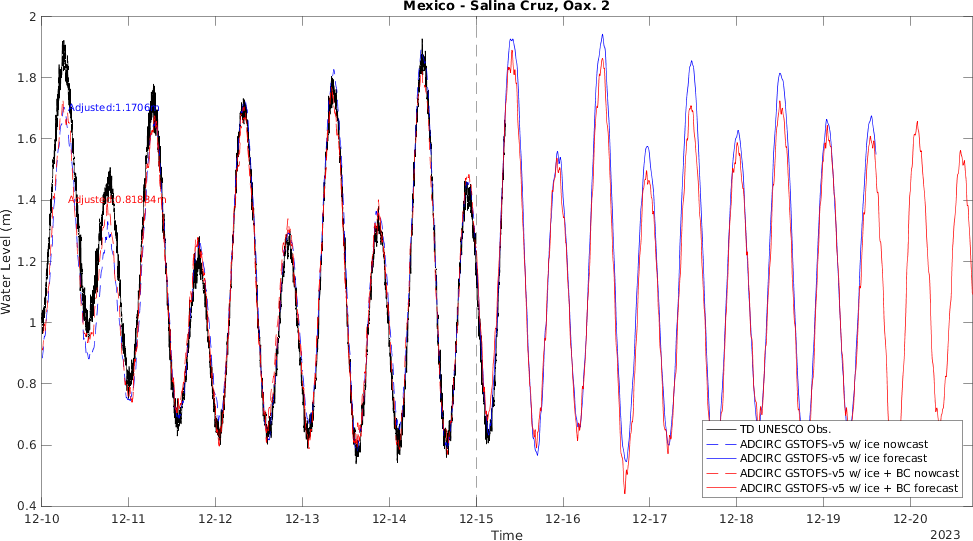 Mexico - Salina Cruz, Oax. 2
2
1.8
1.6
1.4
1.2
1
0.8
0.6
0.4
Water Level (m)
Adjusted:1.1706m
Adjusted:0.81884m
TD UNESCO Obs.
ADCIRC GSTOFS-v5 w/ ice nowcast
ADCIRC GSTOFS-v5 w/ ice forecast
ADCIRC GSTOFS-v5 w/ ice + BC nowcast
ADCIRC GSTOFS-v5 w/ ice + BC forecast
12-10 12-11 12-12 12-13 12-14 12-15 12-16 12-17 12-18 12-19 12-20
Time
2023